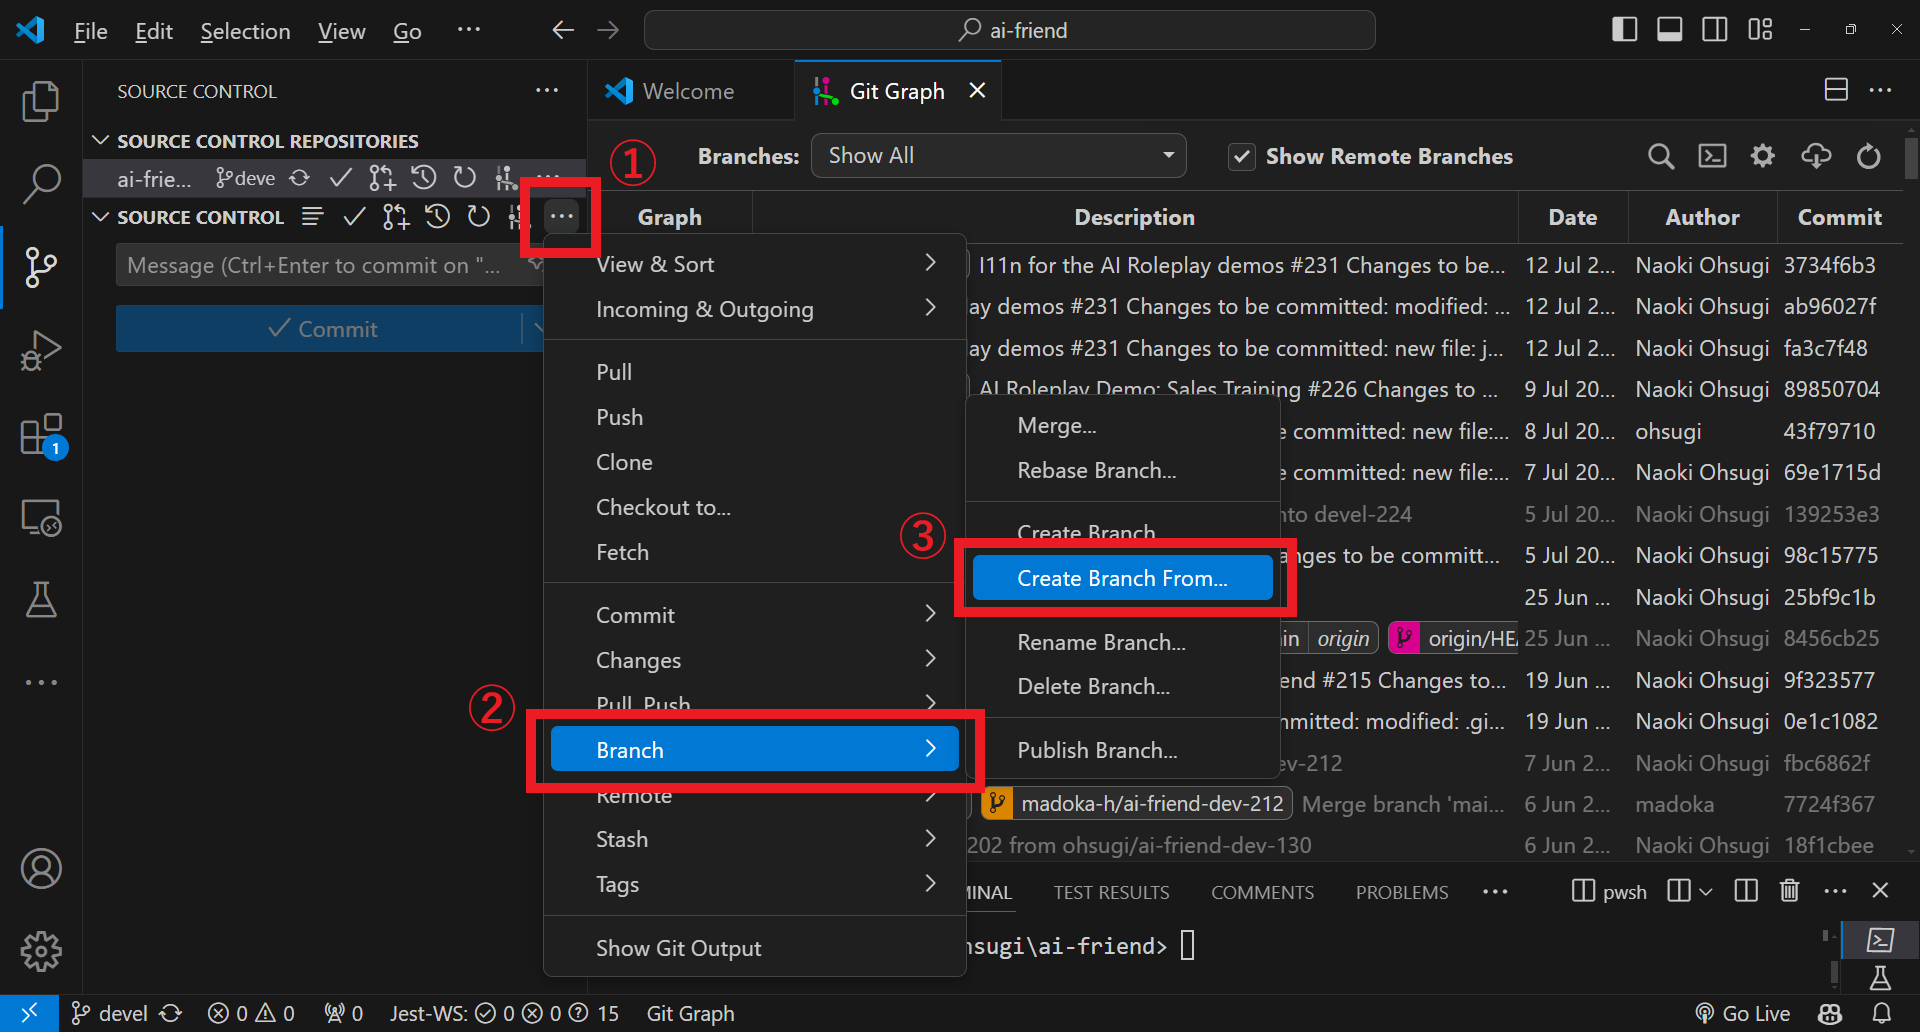 File Edit Selection View Go ··· ai-friend
SOURCE CONTROL ···
Welcome
Git Graph
SOURCE CONTROL REPOSITORIES
①
Branches: Show All
Show Remote Branches
ai-frie... deve
SOURCE CONTROL ···
Graph Description Date Author Commit
Message (Ctrl+Enter to commit on "...
Commit
View & Sort
Incoming & Outgoing
Pull
Push
Clone
Checkout to...
Fetch
Commit
Changes
Pull, Push
②
Branch
Remote
Stash
Tags
Show Git Output
Merge...
Rebase Branch...
Create Branch
③
Create Branch From...
Rename Branch...
Delete Branch...
Publish Branch...
I11n for the AI Roleplay demos #231 Changes to be... 12 Jul 2... Naoki Ohsugi 3734f6b3
ay demos #231 Changes to be committed: modified: ... 12 Jul 2... Naoki Ohsugi ab96027f
ay demos #231 Changes to be committed: new file: j... 12 Jul 2... Naoki Ohsugi fa3c7f48
AI Roleplay Demo: Sales Training #226 Changes to ... 9 Jul 20... Naoki Ohsugi 89850704
e committed: new file:... 8 Jul 20... ohsugi 43f79710
e committed: new file:... 7 Jul 20... Naoki Ohsugi 69e1715d
nto devel-224 5 Jul 20... Naoki Ohsugi 139253e3
anges to be committ... 5 Jul 20... Naoki Ohsugi 98c15775
25 Jun ... Naoki Ohsugi 25bf9c1b
in origin origin/HEA 25 Jun ... Naoki Ohsugi 8456cb25
end #215 Changes to... 19 Jun ... Naoki Ohsugi 9f323577
mmitted: modified: .gi... 19 Jun ... Naoki Ohsugi 0e1c1082
ev-212 7 Jun 2... Naoki Ohsugi fbc6862f
madoka-h/ai-friend-dev-212 Merge branch 'mai... 6 Jun 2... madoka 7724f367
202 from ohsugi/ai-friend-dev-130 6 Jun 2... Naoki Ohsugi 18f1cbee
1
MINAL TEST RESULTS COMMENTS PROBLEMS ··· pwsh
hsugi\ai-friend>
devel 0 0 0 Jest-WS: 0 0 15 Git Graph Go Live